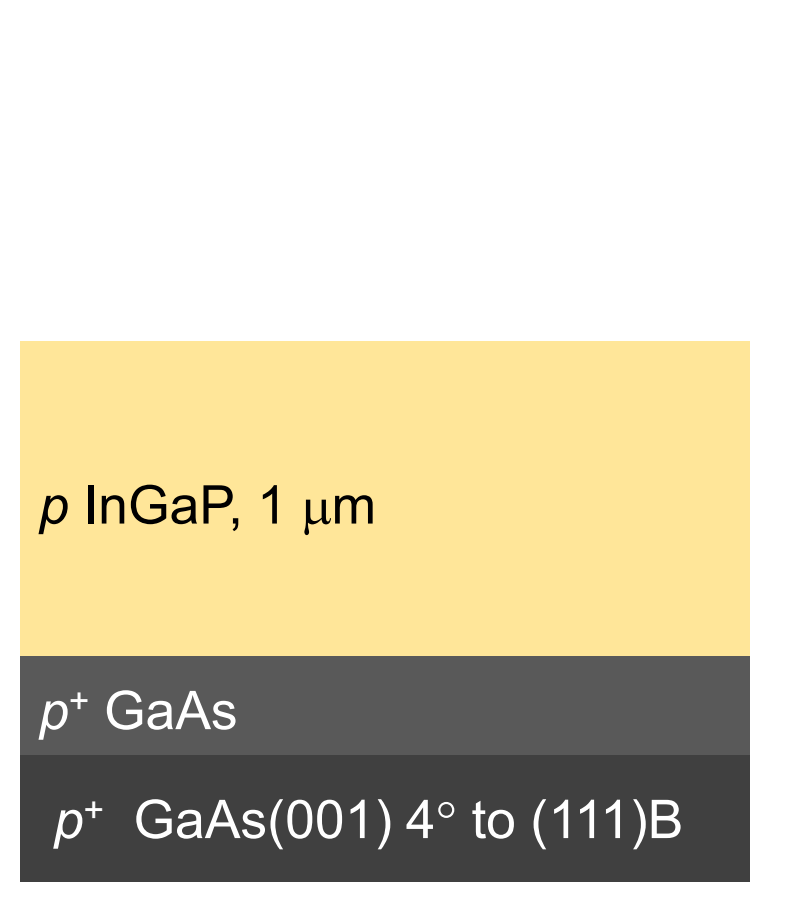 p InGaP, 1 μm
p⁺ GaAs
p⁺ GaAs(001) 4° to (111)B